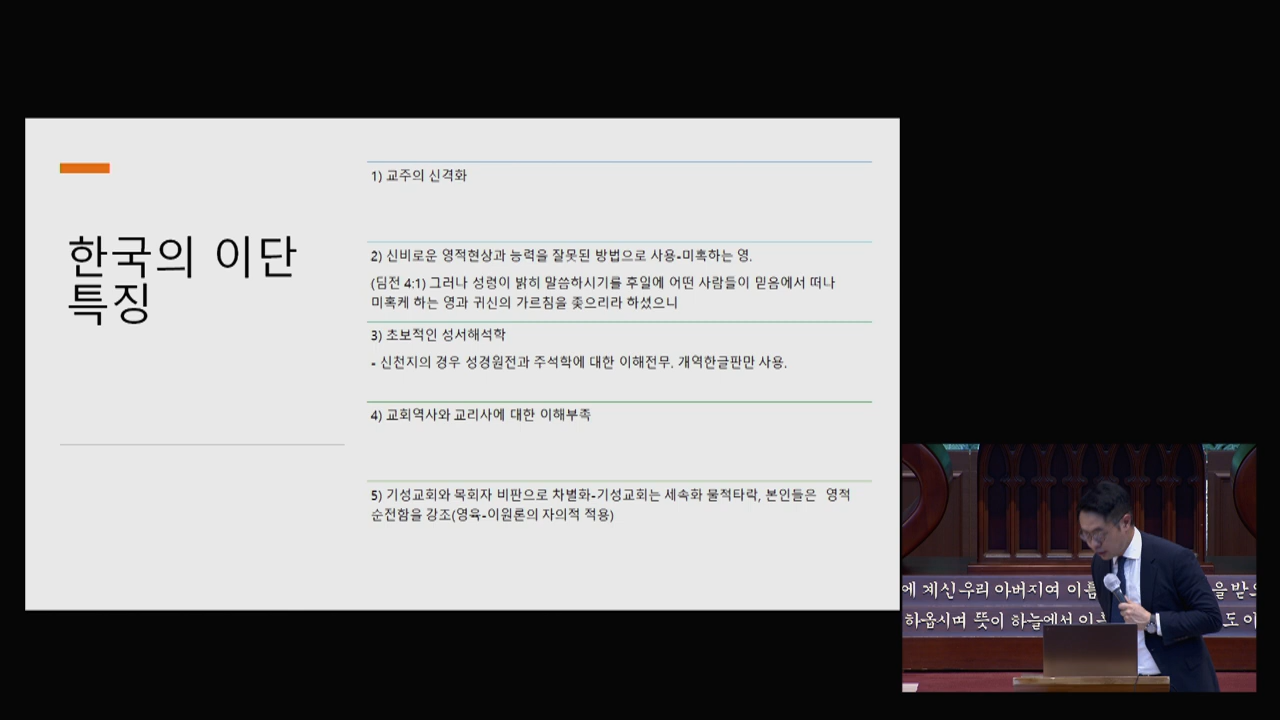 한국의 이단
특징
1) 교주의 신격화
2) 신비로운 영적현상과 능력을 잘못된 방법으로 사용-미혹하는 영.
(딤전 4:1) 그러나 성령이 밝히 말씀하시기를 후일에 어떤 사람들이 믿음에서 떠나
미혹케 하는 영과 귀신의 가르침을 좇으리라 하셨으니
3) 초보적인 성서해석학
- 신천지의 경우 성경원전과 주석학에 대한 이해전무. 개역한글판만 사용.
4) 교회역사와 교리사에 대한 이해부족
5) 기성교회와 목회자 비판으로 차별화-기성교회는 세속화 물적타락, 본인들은 영적
순전함을 강조(영육-이원론의 자의적 적용)
에 계신 우리 아버지여 이름 을 받으
하옵시며 뜻이 하늘에서 이 도 이